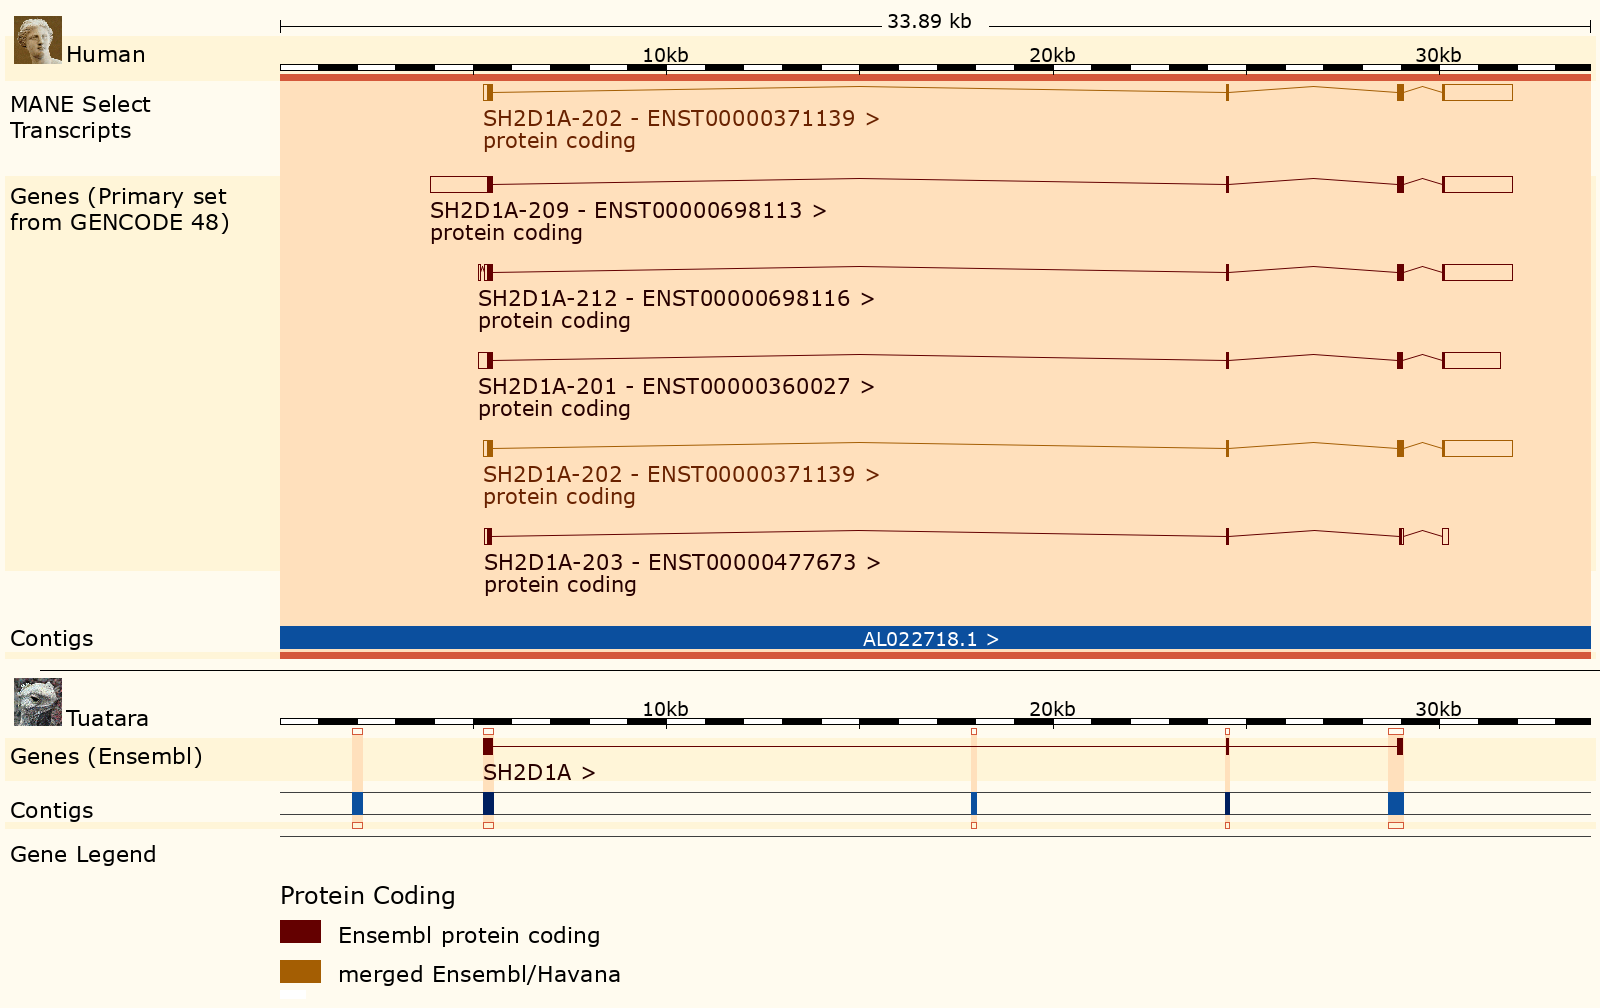 33.89 kb
Human
10kb 20kb 30kb
MANE Select
Transcripts
SH2D1A-202 - ENST00000371139 >
protein coding
Genes (Primary set
from GENCODE 48)
SH2D1A-209 - ENST00000698113 >
protein coding
SH2D1A-212 - ENST00000698116 >
protein coding
SH2D1A-201 - ENST00000360027 >
protein coding
SH2D1A-202 - ENST00000371139 >
protein coding
SH2D1A-203 - ENST00000477673 >
protein coding
Contigs
AL022718.1 >
Tuatara
10kb 20kb 30kb
Genes (Ensembl)
SH2D1A >
Contigs
Gene Legend
Protein Coding
Ensembl protein coding
merged Ensembl/Havana